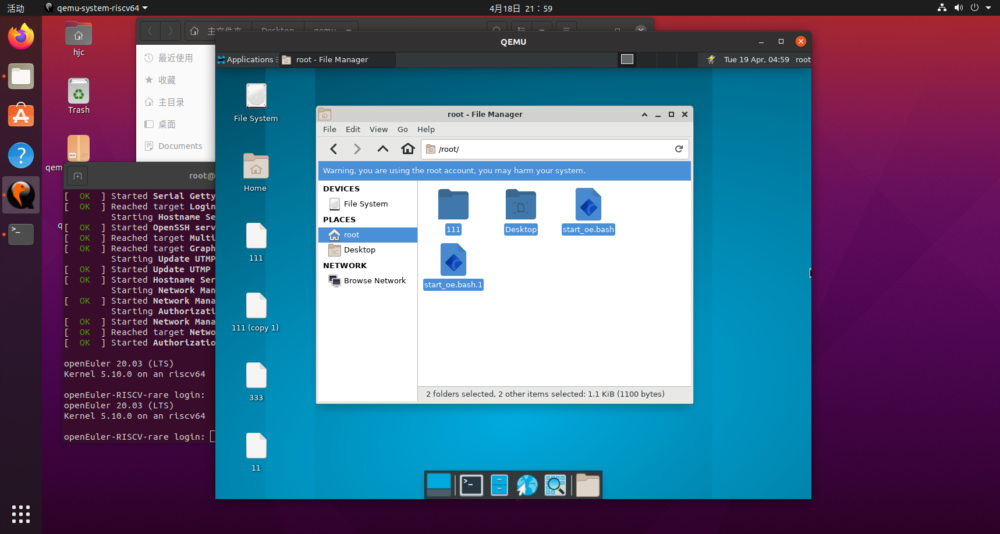 活动
qemu-system-riscv64
4月18日 21：59
hjc
Trash
qem
q
主文件夹
Desktop
qemu
最近使用
收藏
主目录
桌面
Documents
root@
[  OK  ] Started Serial Getty
[  OK  ] Reached target Login
Starting Hostname Se
[  OK  ] Started OpenSSH serv
[  OK  ] Reached target Multi
[  OK  ] Reached target Graph
Starting Update UTMP
[  OK  ] Started Update UTMP
[  OK  ] Started Hostname Ser
Starting Network Man
[  OK  ] Started Network Mana
Starting Authorizati
[  OK  ] Started Network Mana
[  OK  ] Reached target Netwo
[  OK  ] Started Authorizatio
openEuler 20.03 (LTS)
Kernel 5.10.0 on an riscv64
openEuler-RISCV-rare login:
openEuler 20.03 (LTS)
Kernel 5.10.0 on an riscv64
openEuler-RISCV-rare login:
QEMU
Applications
root - File Manager
Tue 19 Apr, 04:59
root
File System
Home
111
111 (copy 1)
333
11
root - File Manager
File Edit View Go Help
/root/
Warning, you are using the root account, you may harm your system.
DEVICES
File System
PLACES
root
Desktop
NETWORK
Browse Network
111
Desktop
start_oe.bash
start_oe.bash.1
2 folders selected, 2 other items selected: 1.1 KiB (1100 bytes)